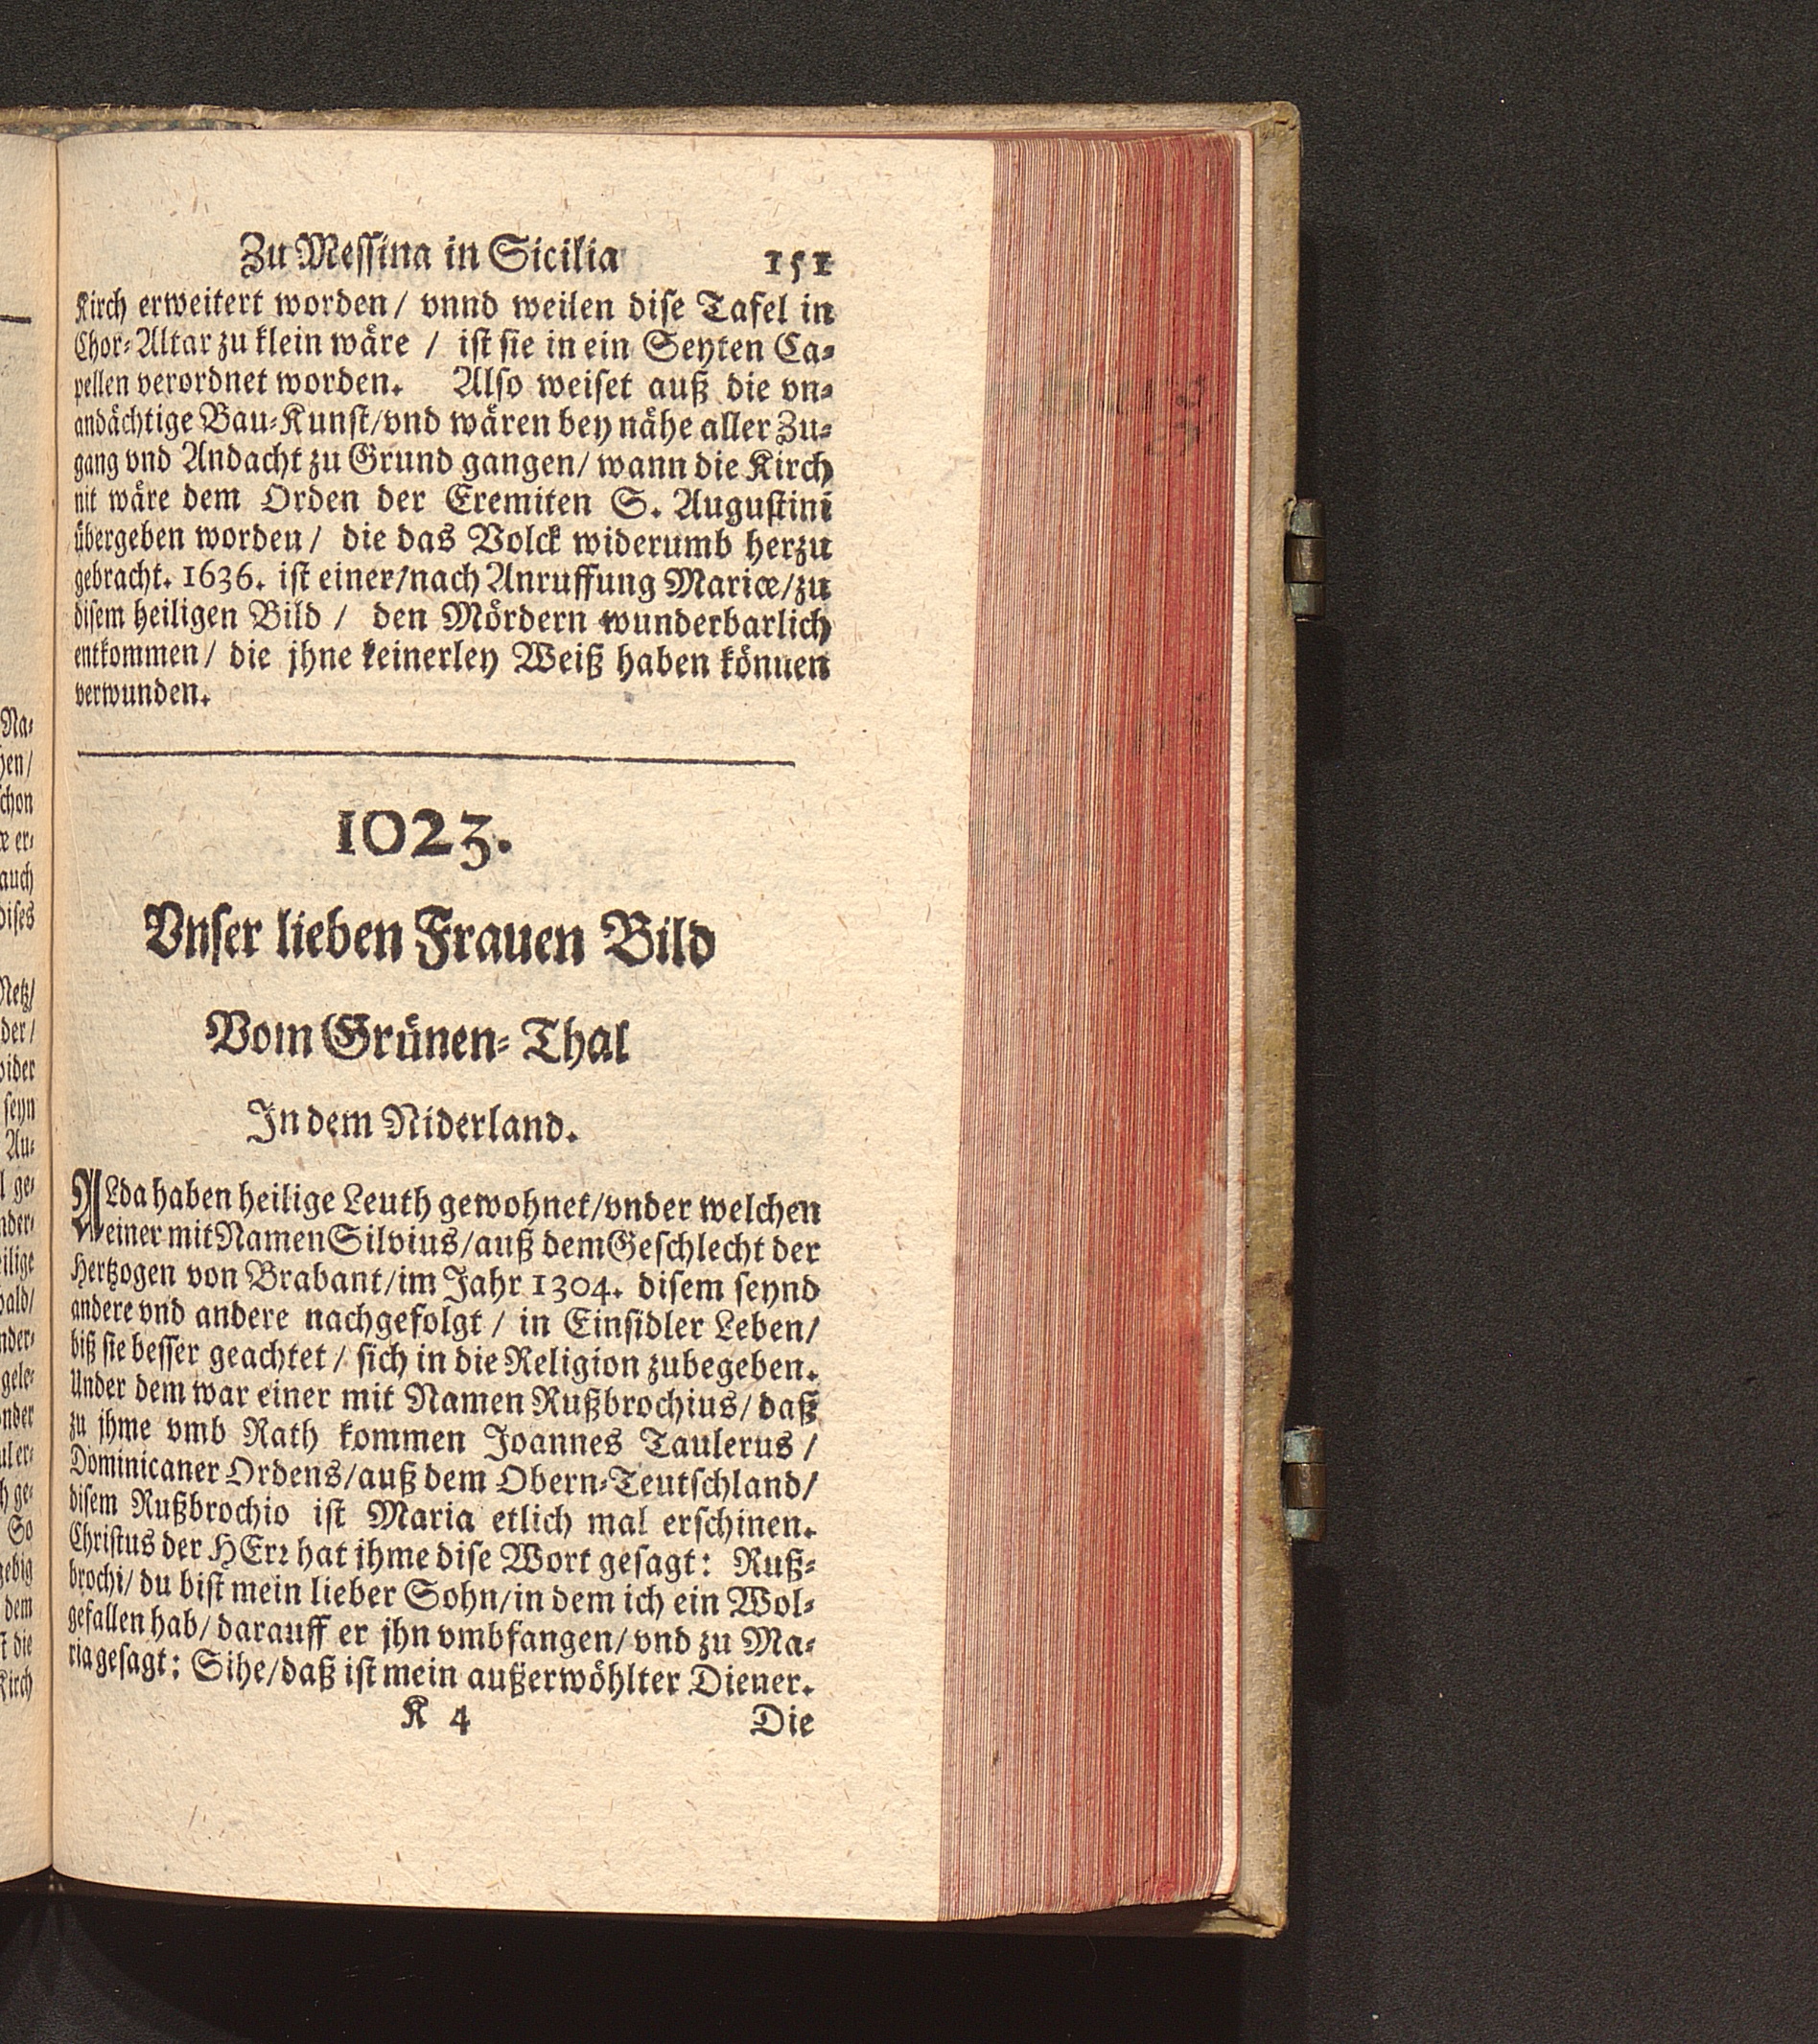 Zu Messina in Sicilia 151
Kirch erweitert worden / vnnd weilen dise Tafel in
Chor-Altar zu klein wäre / ist sie in ein Seyten Ca-
pellen verordnet worden. Also weiset auß die vn-
andächtige Bau-Kunst/vnd wären bey nähe aller Zu-
gang vnd Andacht zu Grund gangen/ wann die Kirch
nit wäre dem Orden der Eremiten S. Augustini
übergeben worden/ die das Volck widerumb herzu
gebracht. 1636. ist einer/nach Anruffung Mariæ/zu
disem heiligen Bild / den Mördern wunderbarlich
entkommen/ die jhne keinerley Weiß haben können
verwunden.
1023.
Vnser lieben Frauen Bild
Vom Grünen-Thal
In dem Niderland.
ALda haben heilige Leuth gewohnet/vnder welchen
einer mit Namen Silvius/auß dem Geschlecht der
Hertzogen von Brabant/im Jahr 1304. disem seynd
andere vnd andere nachgefolgt / in Einsidler Leben/
biß sie besser geachtet / sich in die Religion zubegeben.
Under dem war einer mit Namen Rußbrochius/ daß
zu jhme vmb Rath kommen Joannes Taulerus /
Dominicaner Ordens/auß dem Obern-Teutschland/
disem Rußbrochio ist Maria etlich mal erschinen.
Christus der HErr hat ihme dise Wort gesagt: Ruß-
brochi/ du bist mein lieber Sohn/in dem ich ein Wol-
gefallen hab/ darauff er jhn vmbfangen/ vnd zu Ma-
ria gesagt: Sihe/daß ist mein außerwöhlter Diener.
K 4 Die